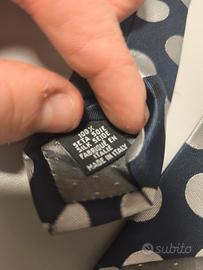 100%
SETA SOIE
SILK SEIDE
FABRIQUE EN
ITALIE
MADE IN ITALY
subito